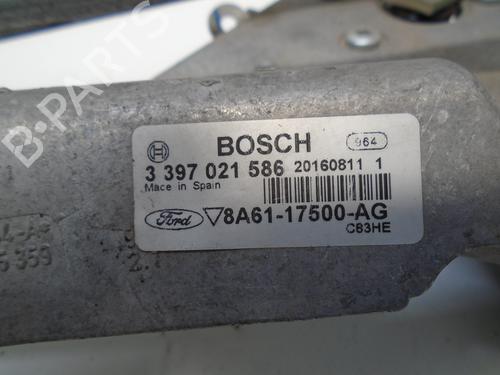 B-Parts
BOSCH 964
3 397 021 586 20160811 1
Made in Spain
Ford 8A61-17500-AG
C83HE